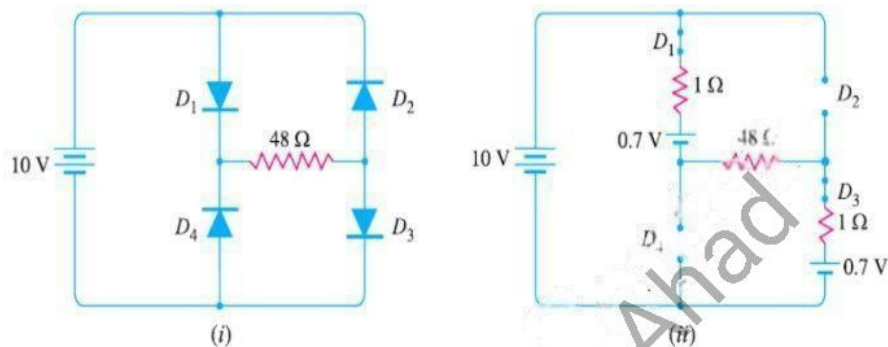 10 V
D1
D2
48 Ω
D4
D3
(i)
10 V
D1
1 Ω
0.7 V
48 Ω
D2
D3
1 Ω
D4
0.7 V
(ii)
Ahad